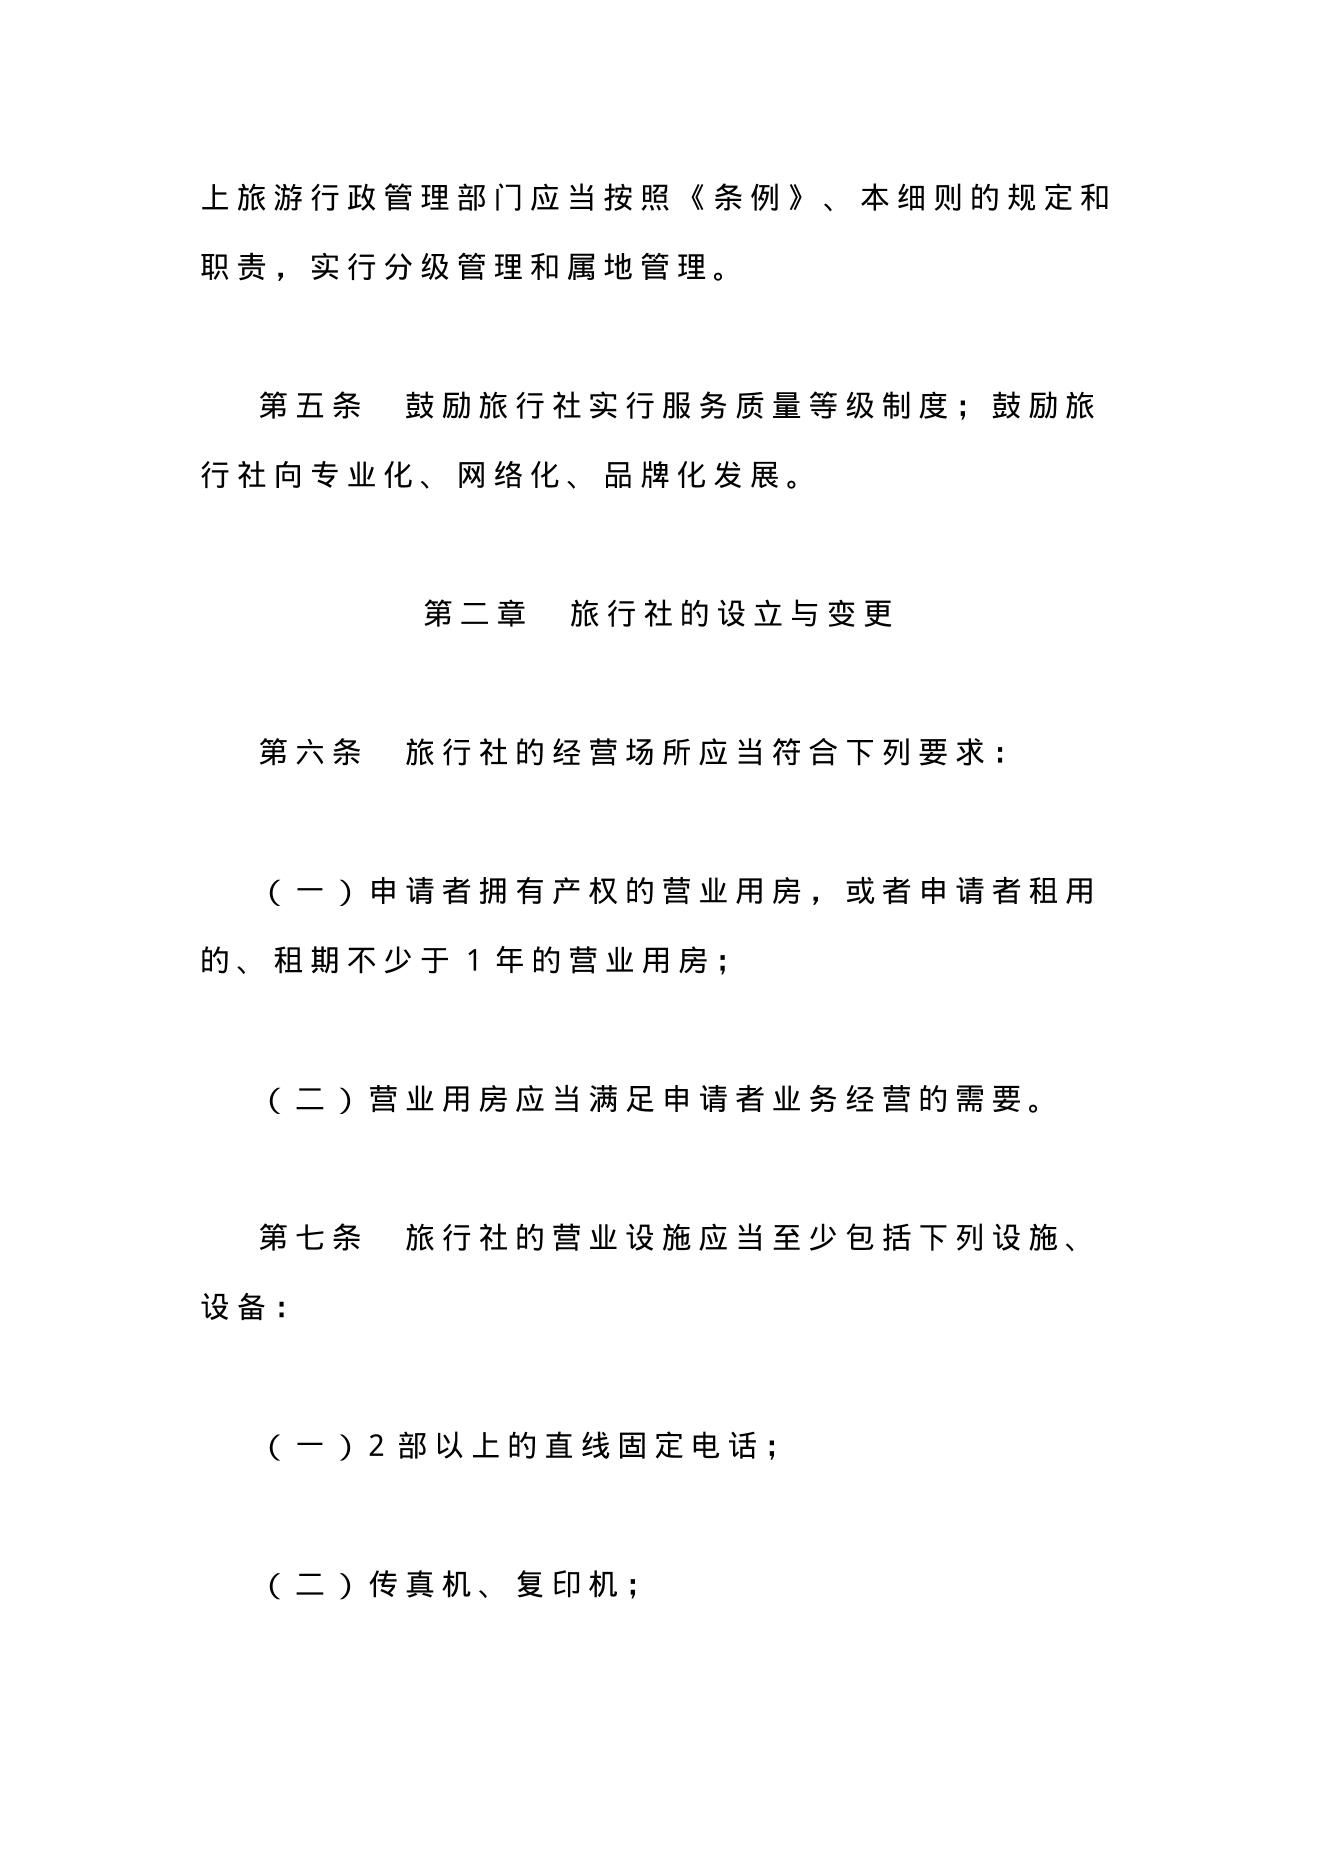 上旅游行政管理部门应当按照《条例》、本细则的规定和
职责，实行分级管理和属地管理。
第五条　鼓励旅行社实行服务质量等级制度；鼓励旅
行社向专业化、网络化、品牌化发展。
第二章　旅行社的设立与变更
第六条　旅行社的经营场所应当符合下列要求：
（一）申请者拥有产权的营业用房，或者申请者租用
的、租期不少于1年的营业用房；
（二）营业用房应当满足申请者业务经营的需要。
第七条　旅行社的营业设施应当至少包括下列设施、
设备：
（一）2部以上的直线固定电话；
（二）传真机、复印机；